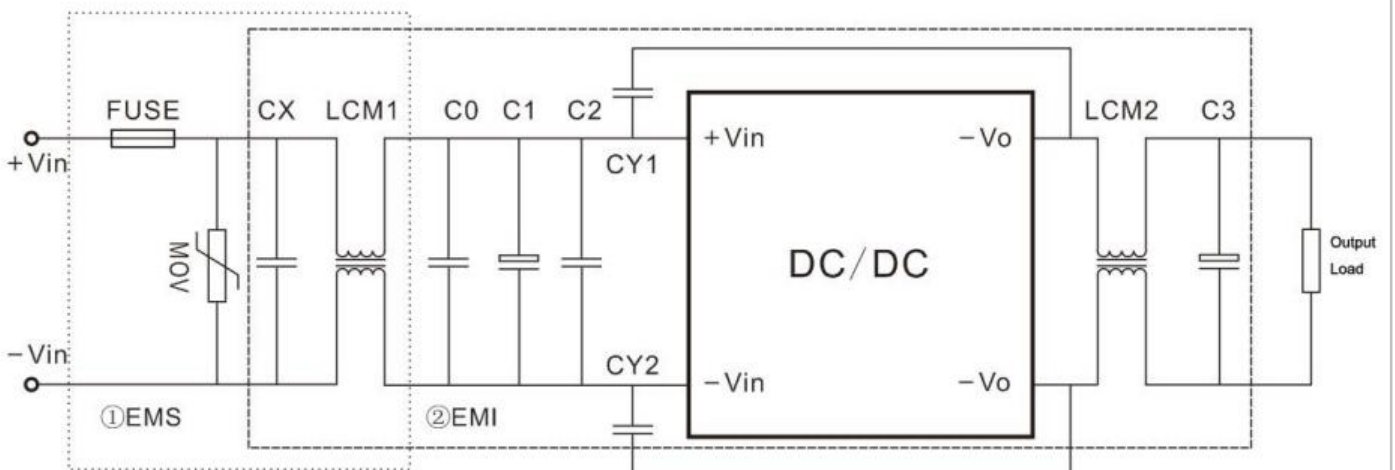 FUSE
CX
LCM1
C0
C1
C2
LCM2
C3
+Vin
CY1
+Vin
−Vo
MOV
DC/DC
Output
Load
−Vin
CY2
−Vin
−Vo
①EMS
②EMI